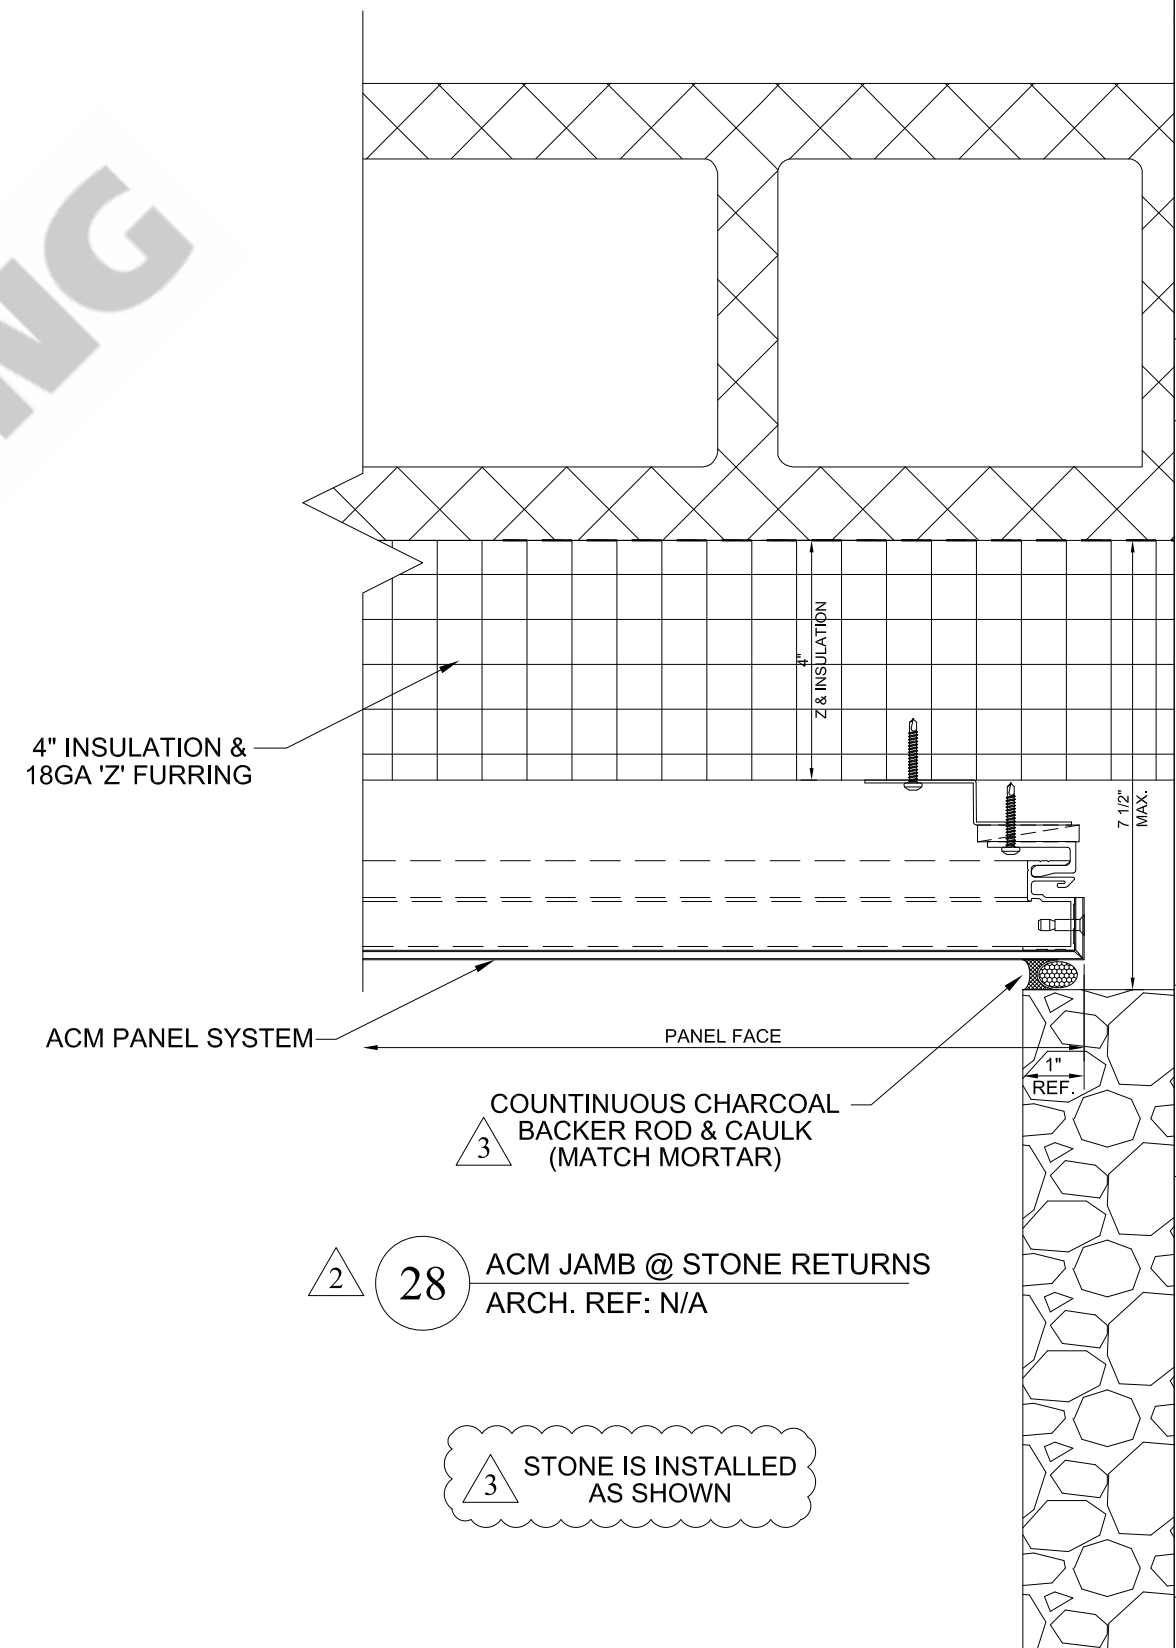 NG
4"
Z & INSULATION
4" INSULATION &
18GA 'Z' FURRING
7 1/2"
MAX.
ACM PANEL SYSTEM
PANEL FACE
1"
REF.
COUNTINUOUS CHARCOAL
3 BACKER ROD & CAULK
(MATCH MORTAR)
2 28 ACM JAMB @ STONE RETURNS
ARCH. REF: N/A
3 STONE IS INSTALLED
AS SHOWN